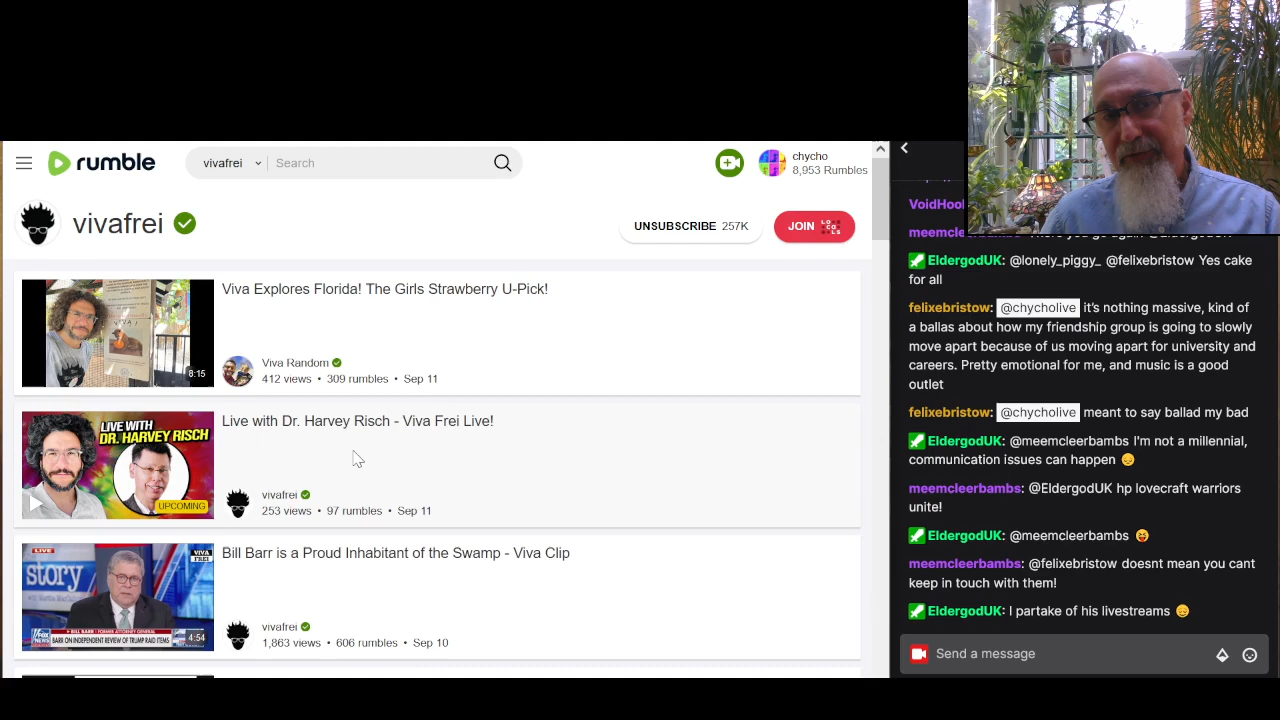 rumble
vivafrei
Search
chycho
8,953 Rumbles
vivafrei
UNSUBSCRIBE 257K
JOIN LOCALS
Viva Explores Florida! The Girls Strawberry U-Pick!
8:15
Viva Random
412 views • 309 rumbles • Sep 11
LIVE WITH
DR. HARVEY RISCH
UPCOMING
Live with Dr. Harvey Risch - Viva Frei Live!
vivafrei
253 views • 97 rumbles • Sep 11
LIVE
VIVA
FREI
story
BILL BARR
BARR ON INDEPENDENT REVIEW OF TRUMP RAID ITEMS
4:54
Bill Barr is a Proud Inhabitant of the Swamp - Viva Clip
vivafrei
1,863 views • 606 rumbles • Sep 10
EldergodUK: @lonely_piggy_ @felixebristow Yes cake
for all
felixebristow: @chycholive it's nothing massive, kind of
a ballas about how my friendship group is going to slowly
move apart because of us moving apart for university and
careers. Pretty emotional for me, and music is a good
outlet
felixebristow: @chycholive meant to say ballad my bad
EldergodUK: @meemcleerbambs I'm not a millennial,
communication issues can happen 😔
meemcleerbambs: @EldergodUK hp lovecraft warriors
unite!
EldergodUK: @meemcleerbambs 😝
meemcleerbambs: @felixebristow doesnt mean you cant
keep in touch with them!
EldergodUK: I partake of his livestreams 😔
Send a message